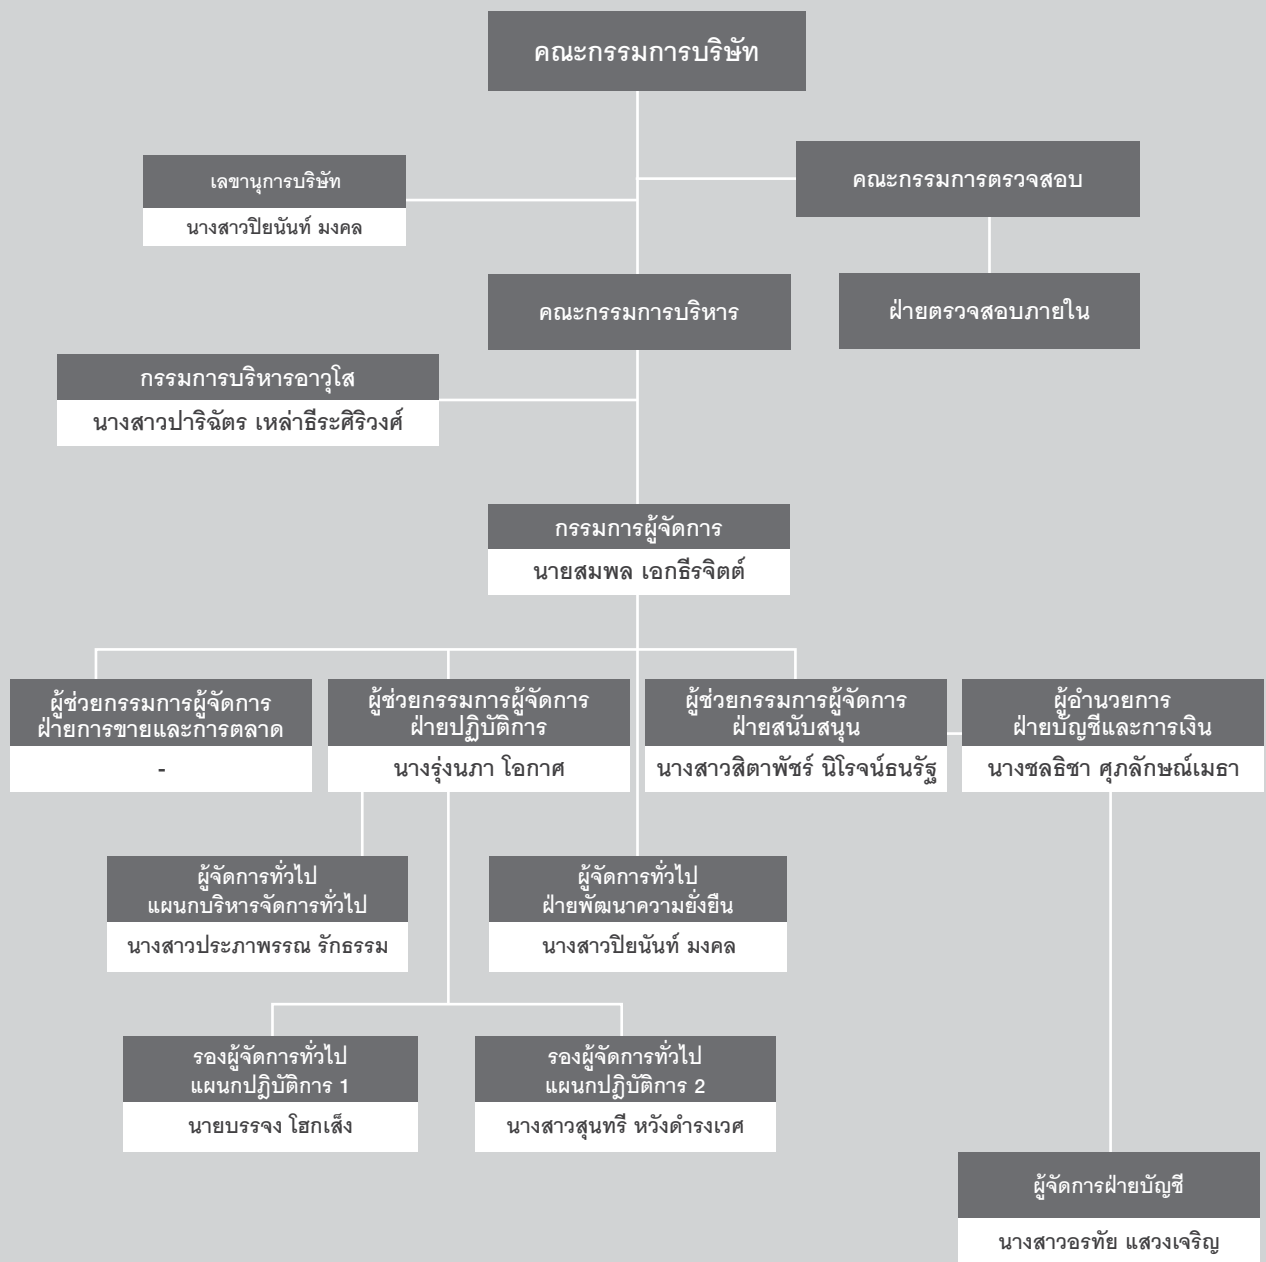 คณะกรรมการบริษัท
เลขานุการบริษัท
นางสาวปิยนันท์ มงคล
คณะกรรมการตรวจสอบ
คณะกรรมการบริหาร
ฝ่ายตรวจสอบภายใน
กรรมการบริหารอาวุโส
นางสาวปาริฉัตร เหล่าธีระศิริวงศ์
กรรมการผู้จัดการ
นายสมพล เอกธีรจิตต์
ผู้ช่วยกรรมการผู้จัดการ
ฝ่ายการขายและการตลาด
-
ผู้ช่วยกรรมการผู้จัดการ
ฝ่ายปฏิบัติการ
นางรุ่งนภา โอกาศ
ผู้ช่วยกรรมการผู้จัดการ
ฝ่ายสนับสนุน
นางสาวสิตาพัชร์ นิโรจน์ธนรัฐ
ผู้อำนวยการ
ฝ่ายบัญชีและการเงิน
นางชลธิชา ศุภลักษณ์เมธา
ผู้จัดการทั่วไป
แผนกบริหารจัดการทั่วไป
นางสาวประภาพรรณ รักธรรม
ผู้จัดการทั่วไป
ฝ่ายพัฒนาความยั่งยืน
นางสาวปิยนันท์ มงคล
รองผู้จัดการทั่วไป
แผนกปฎิบัติการ 1
นายบรรจง โฮกเส็ง
รองผู้จัดการทั่วไป
แผนกปฎิบัติการ 2
นางสาวสุนทรี หวังดำรงเวศ
ผู้จัดการฝ่ายบัญชี
นางสาวอรทัย แสวงเจริญ